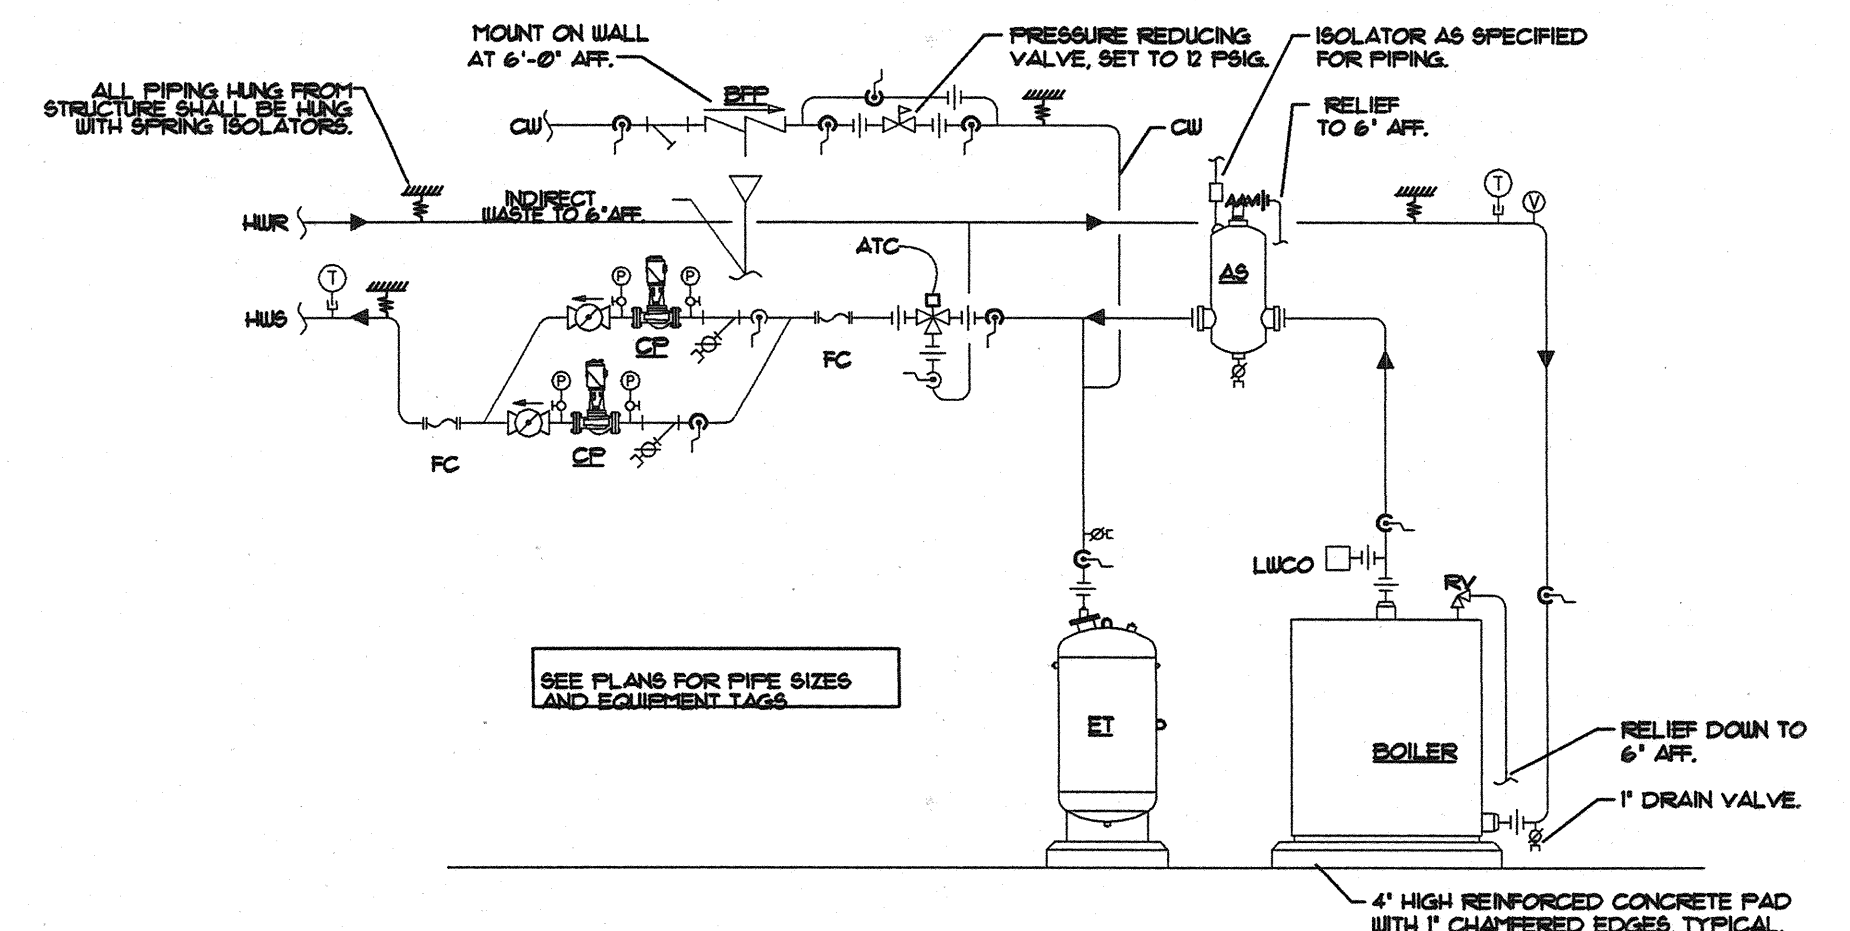 MOUNT ON WALL
AT 6'-0" AFF.
PRESSURE REDUCING
VALVE, SET TO 12 PSIG.
ISOLATOR AS SPECIFIED
FOR PIPING.
ALL PIPING HUNG FROM
STRUCTURE SHALL BE HUNG
WITH SPRING ISOLATORS.
BFP
RELIEF
TO 6" AFF.
CW
CW
INDIRECT
WASTE TO 6" AFF.
T
V
HWR
ATC
AS
T
P
P
HWS
CP
FC
P
P
CP
FC
LWCO
RV
SEE PLANS FOR PIPE SIZES
AND EQUIPMENT TAGS
ET
BOILER
RELIEF DOWN TO
6" AFF.
1" DRAIN VALVE.
4" HIGH REINFORCED CONCRETE PAD
WITH 1" CHAMFERED EDGES, TYPICAL.